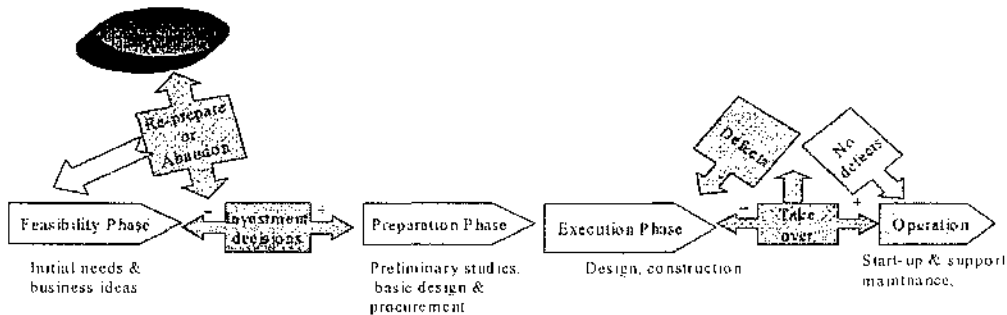 Re-prepare
or
Abandon
Defects
No
defects
Feasibility Phase
-
Investment
decisions
+
Preparation Phase
Execution Phase
-
Take
over
+
Operation
Initial needs &
business ideas
Preliminary studies,
basic design &
procurement
Design, construction
Start-up & support
maintnance,